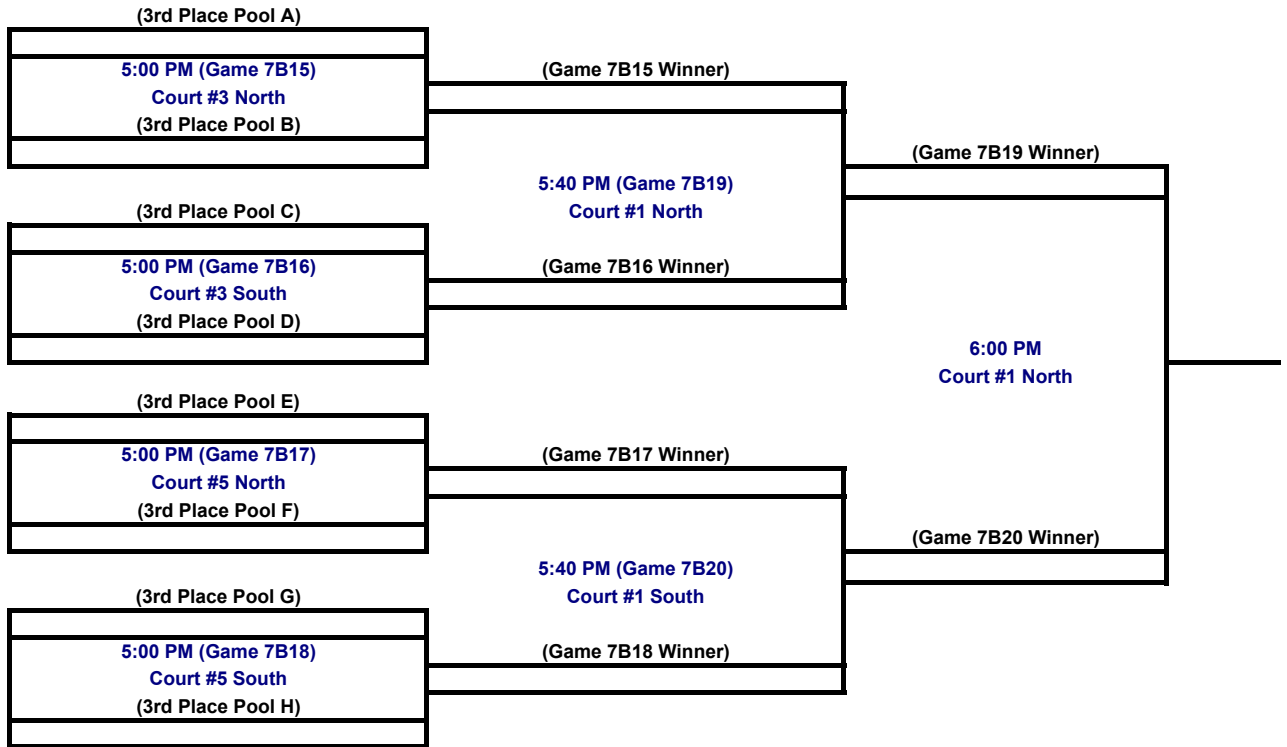 (3rd Place Pool A)
5:00 PM (Game 7B15)
Court #3 North
(3rd Place Pool B)
(3rd Place Pool C)
5:00 PM (Game 7B16)
Court #3 South
(3rd Place Pool D)
(3rd Place Pool E)
5:00 PM (Game 7B17)
Court #5 North
(3rd Place Pool F)
(3rd Place Pool G)
5:00 PM (Game 7B18)
Court #5 South
(3rd Place Pool H)
(Game 7B15 Winner)
5:40 PM (Game 7B19)
Court #1 North
(Game 7B16 Winner)
(Game 7B17 Winner)
5:40 PM (Game 7B20)
Court #1 South
(Game 7B18 Winner)
(Game 7B19 Winner)
6:00 PM
Court #1 North
(Game 7B20 Winner)